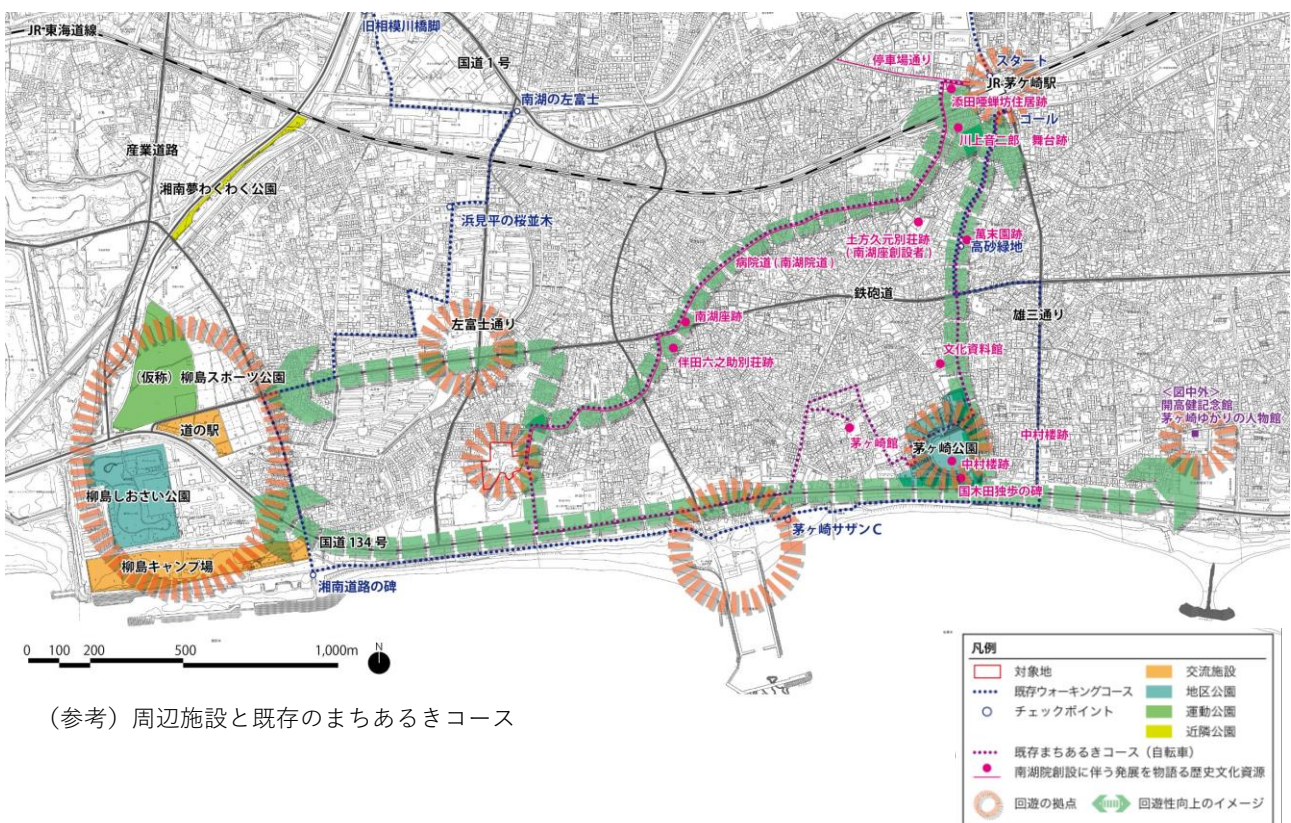 旧相模川橋脚
JR 東海道線
国道1号
停車場通り
スタート
JR 茅ケ崎駅
添田唖蝉坊住居跡
ゴール
南湖の左富士
川上音二郎 舞台跡
産業道路
湘南夢わくわく公園
浜見平の桜並木
土方久元別荘跡
(南湖座創設者)
萬末園跡
高砂緑地
病院道(南湖院道)
鉄砲道
雄三通り
南湖座跡
左富士通り
伴田六之助別荘跡
文化資料館
(仮称)柳島スポーツ公園
道の駅
<図中外>
開高健記念館
茅ヶ崎ゆかりの人物館
茅ヶ崎館
茅ヶ崎公園
中村楼跡
中村楼跡
国木田独歩の碑
柳島しおさい公園
国道134号
茅ヶ崎サザンC
柳島キャンプ場
湘南道路の碑
0 100 200 500 1,000m
N
(参考)周辺施設と既存のまちあるきコース
凡例
対象地
交流施設
既存ウォーキングコース
地区公園
チェックポイント
運動公園
近隣公園
既存まちあるきコース(自転車)
南湖院創設に伴う発展を物語る歴史文化資源
回遊の拠点
回遊性向上のイメージ